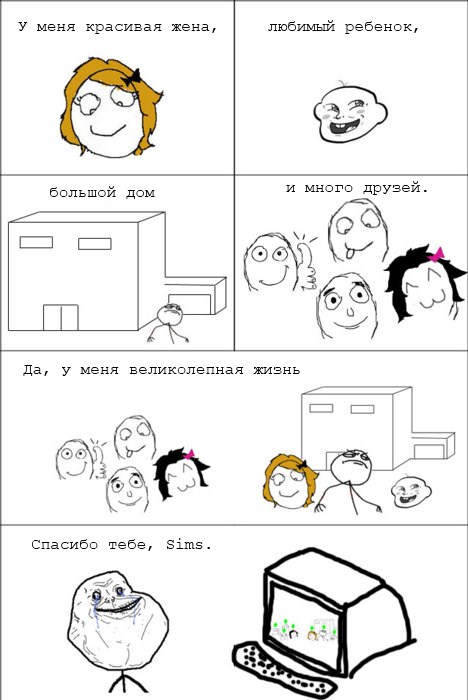 У меня красивая жена,
любимый ребенок,
большой дом
и много друзей.
Да, у меня великолепная жизнь
Спасибо тебе, Sims.